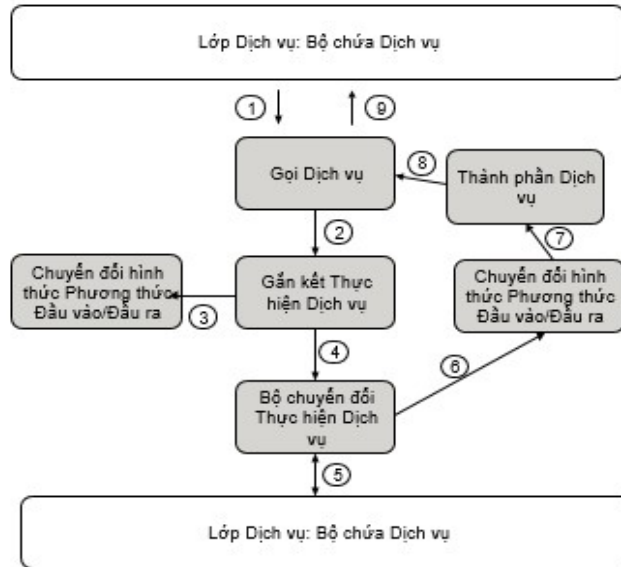 Lớp Dịch vụ: Bộ chứa Dịch vụ
1
9
Gọi Dịch vụ
8
Thành phần Dịch
vụ
2
7
Chuyển đổi hình
thức Phương thức
Đầu vào/Đầu ra
3
Gắn kết Thực
hiện Dịch vụ
Chuyển đổi hình
thức Phương thức
Đầu vào/Đầu ra
4
6
Bộ chuyển đổi
Thực hiện Dịch
vụ
5
Lớp Dịch vụ: Bộ chứa Dịch vụ